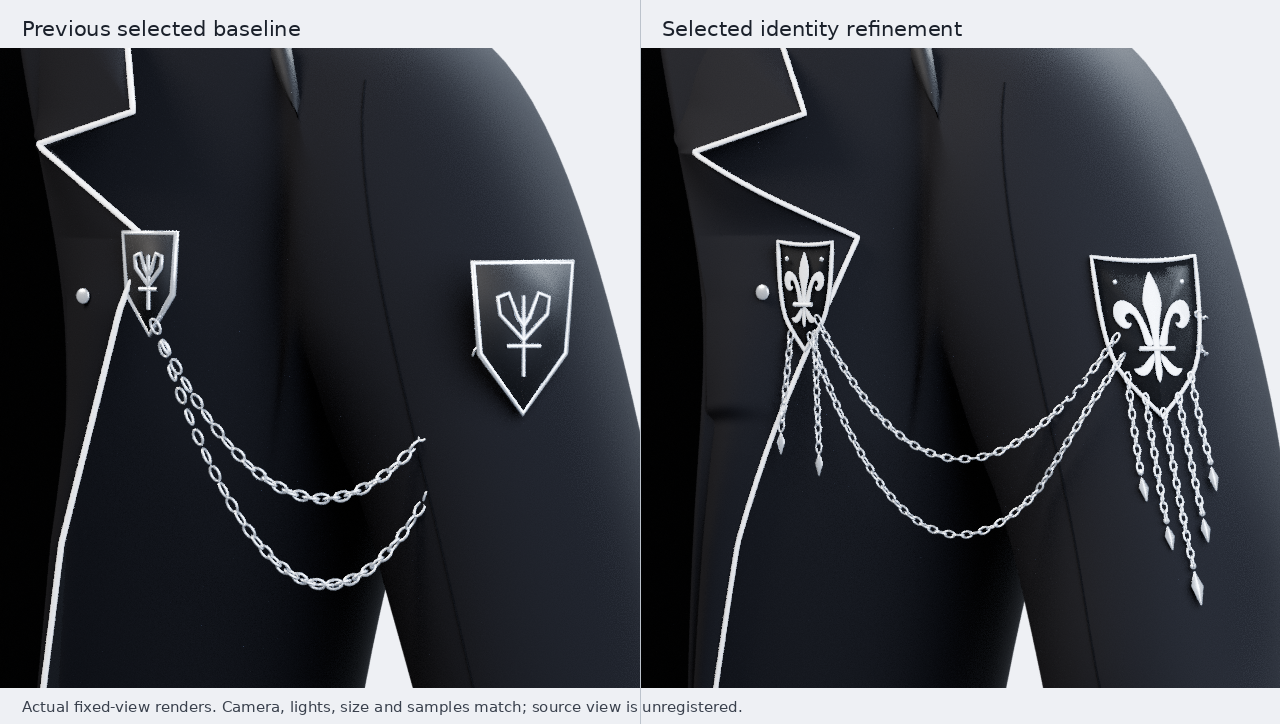 Previous selected baseline
Selected identity refinement
Actual fixed-view renders. Camera, lights, size and samples match; source view is unregistered.